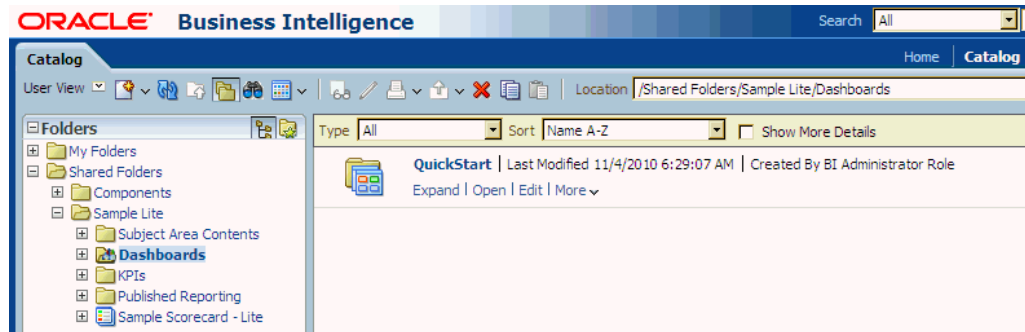 ORACLE Business Intelligence
Search All
Catalog
Home Catalog
User View
Location /Shared Folders/Sample Lite/Dashboards
Folders
Type All Sort Name A-Z Show More Details
My Folders
Shared Folders
Components
Sample Lite
Subject Area Contents
Dashboards
KPIs
Published Reporting
Sample Scorecard - Lite
QuickStart | Last Modified 11/4/2010 6:29:07 AM | Created By BI Administrator Role
Expand | Open | Edit | More